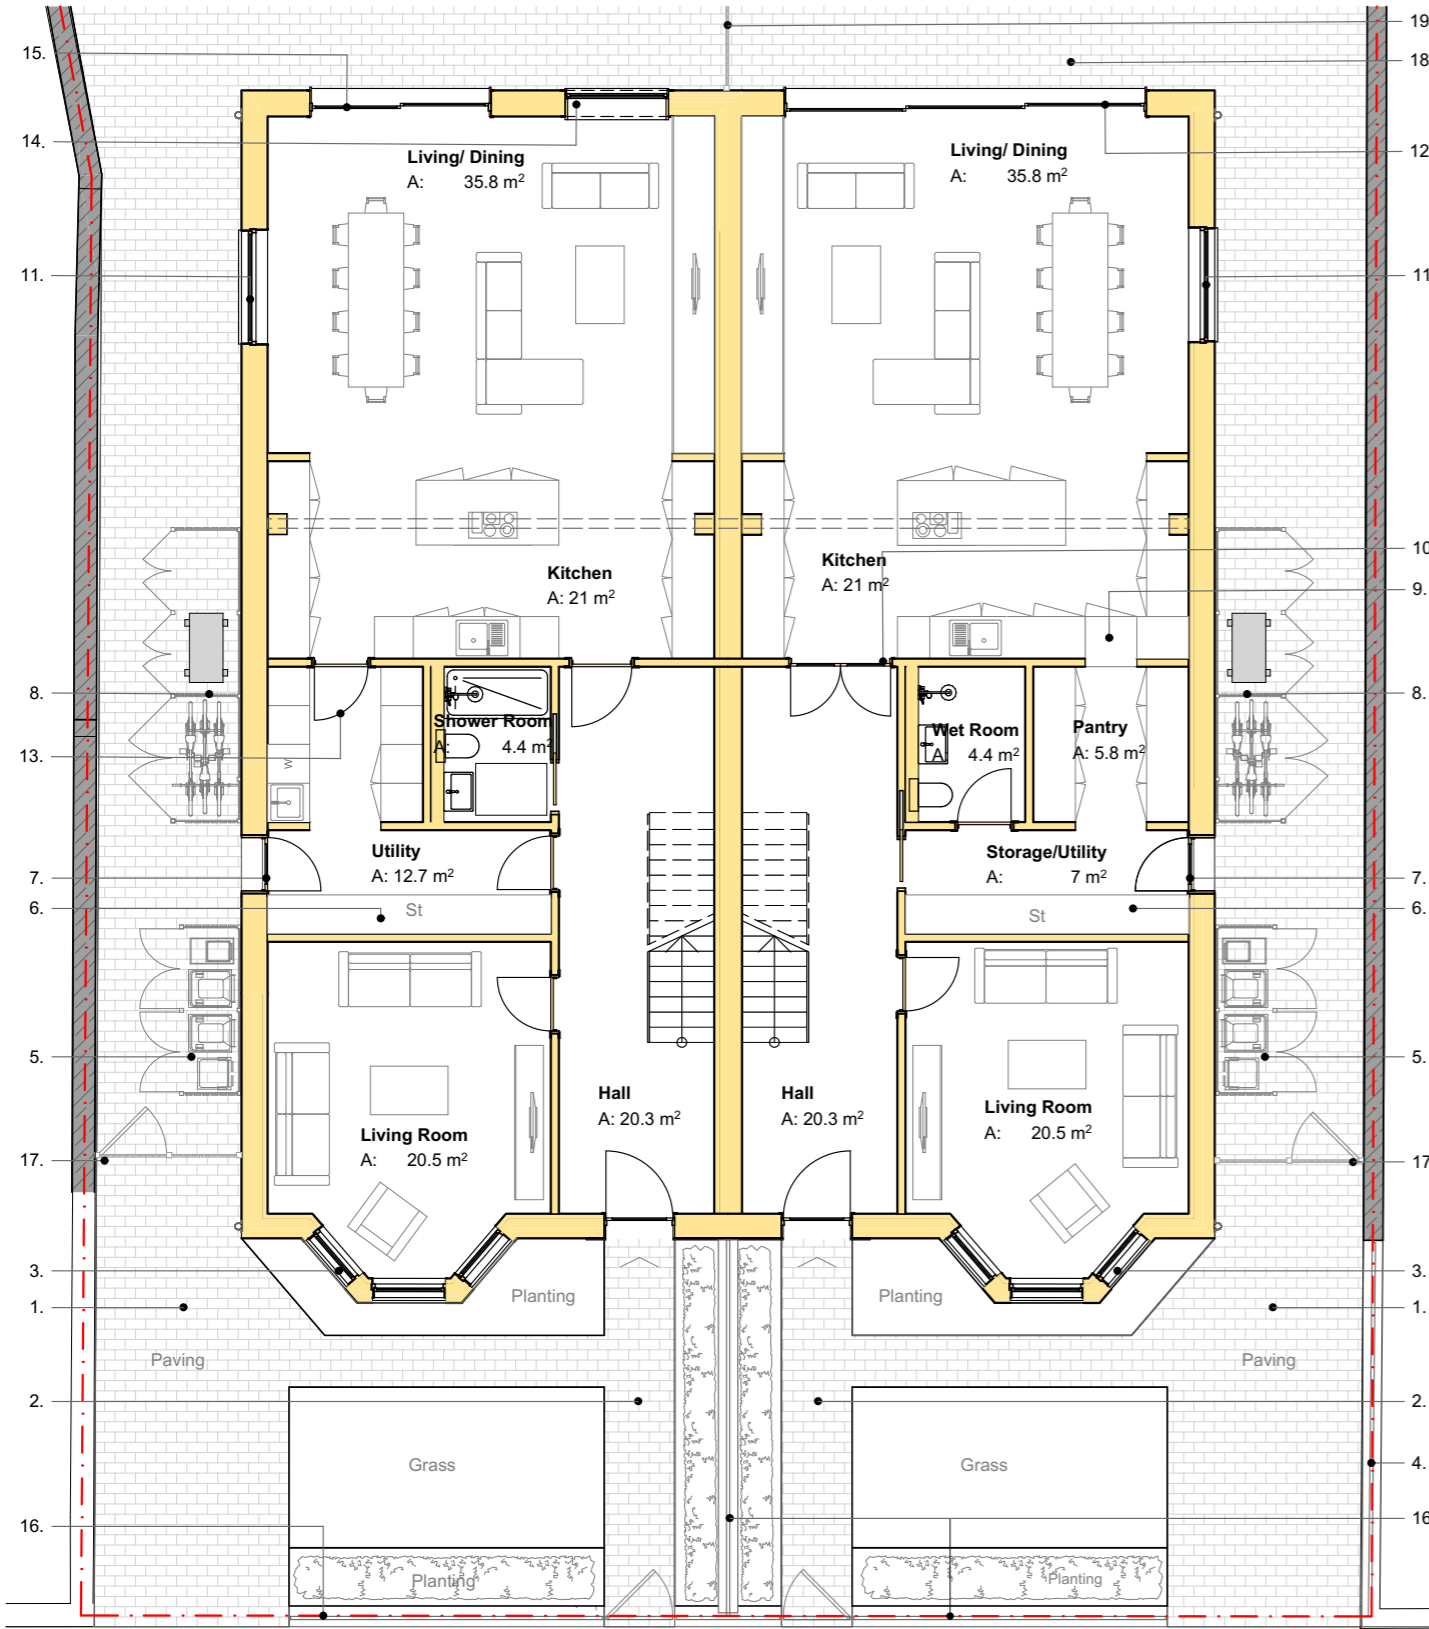 19
15.
18
14.
12
Living/ Dining
A: 35.8 m²
Living/ Dining
A: 35.8 m²
11.
11
10
Kitchen
A: 21 m²
Kitchen
A: 21 m²
9.
8.
8.
Shower Room
A: 4.4 m²
Wet Room
A: 4.4 m²
Pantry
A: 5.8 m²
13.
W
Utility
A: 12.7 m²
Storage/Utility
A: 7 m²
7.
7.
6.
St
St
6.
5.
5.
Hall
A: 20.3 m²
Hall
A: 20.3 m²
Living Room
A: 20.5 m²
Living Room
A: 20.5 m²
17.
17
3.
3.
Planting
Planting
1.
1.
Paving
Paving
2.
2.
Grass
Grass
4.
16.
16
Planting
Planting